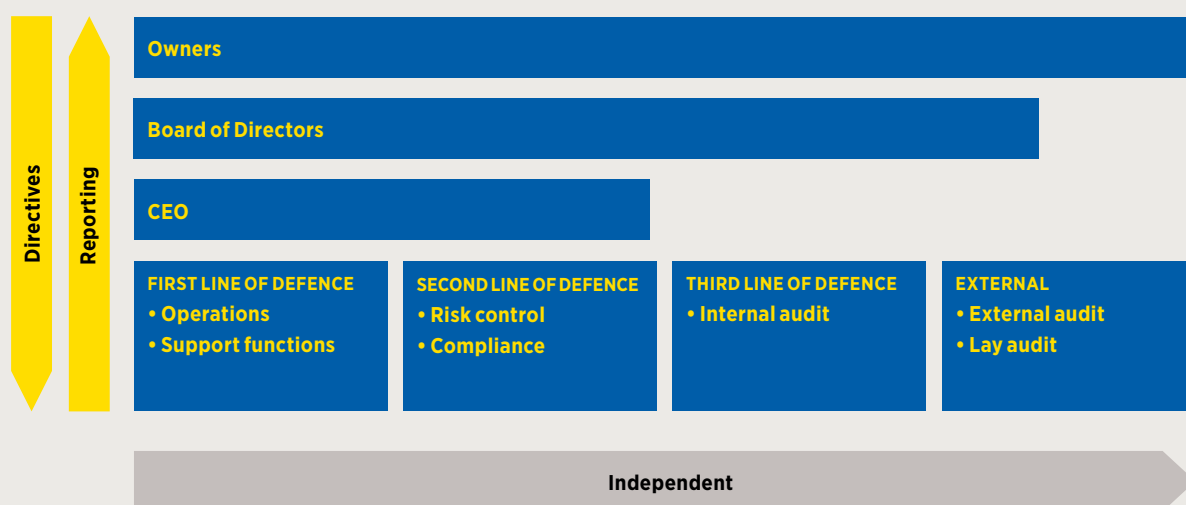 Directives
Reporting
Owners
Board of Directors
CEO
FIRST LINE OF DEFENCE
• Operations
• Support functions
SECOND LINE OF DEFENCE
• Risk control
• Compliance
THIRD LINE OF DEFENCE
• Internal audit
EXTERNAL
• External audit
• Lay audit
Independent